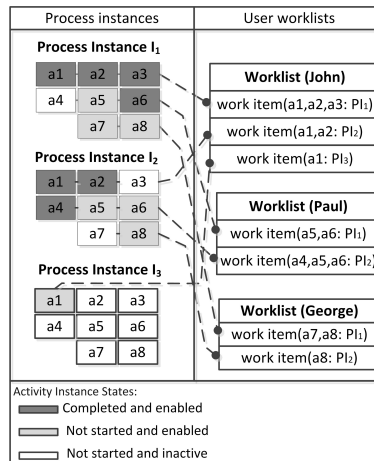 Process instances
User worklists
Process Instance I1
a1 a2 a3
a4 a5 a6
a7 a8
Process Instance I2
a1 a2 a3
a4 a5 a6
a7 a8
Process Instance I3
a1 a2 a3
a4 a5 a6
a7 a8
Worklist (John)
work item(a1,a2,a3: PI1)
work item(a1,a2: PI2)
work item(a1: PI3)
Worklist (Paul)
work item(a5,a6: PI1)
work item(a4,a5,a6: PI2)
Worklist (George)
work item(a7,a8: PI1)
work item(a8: PI2)
Activity Instance States:
Completed and enabled
Not started and enabled
Not started and inactive